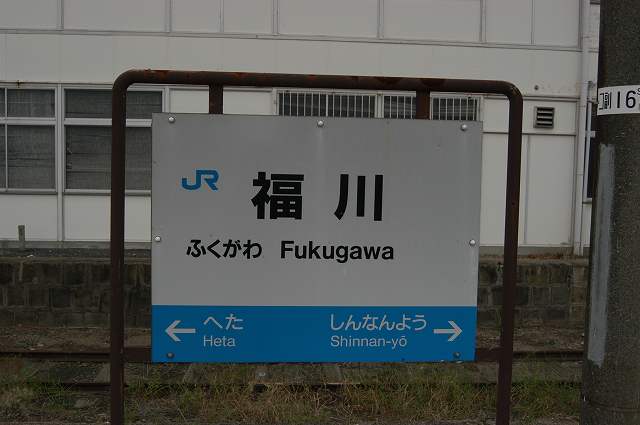 JR
福川
ふくがわ Fukugawa
へた
Heta
しんなんよう
Shinnan-yō
16